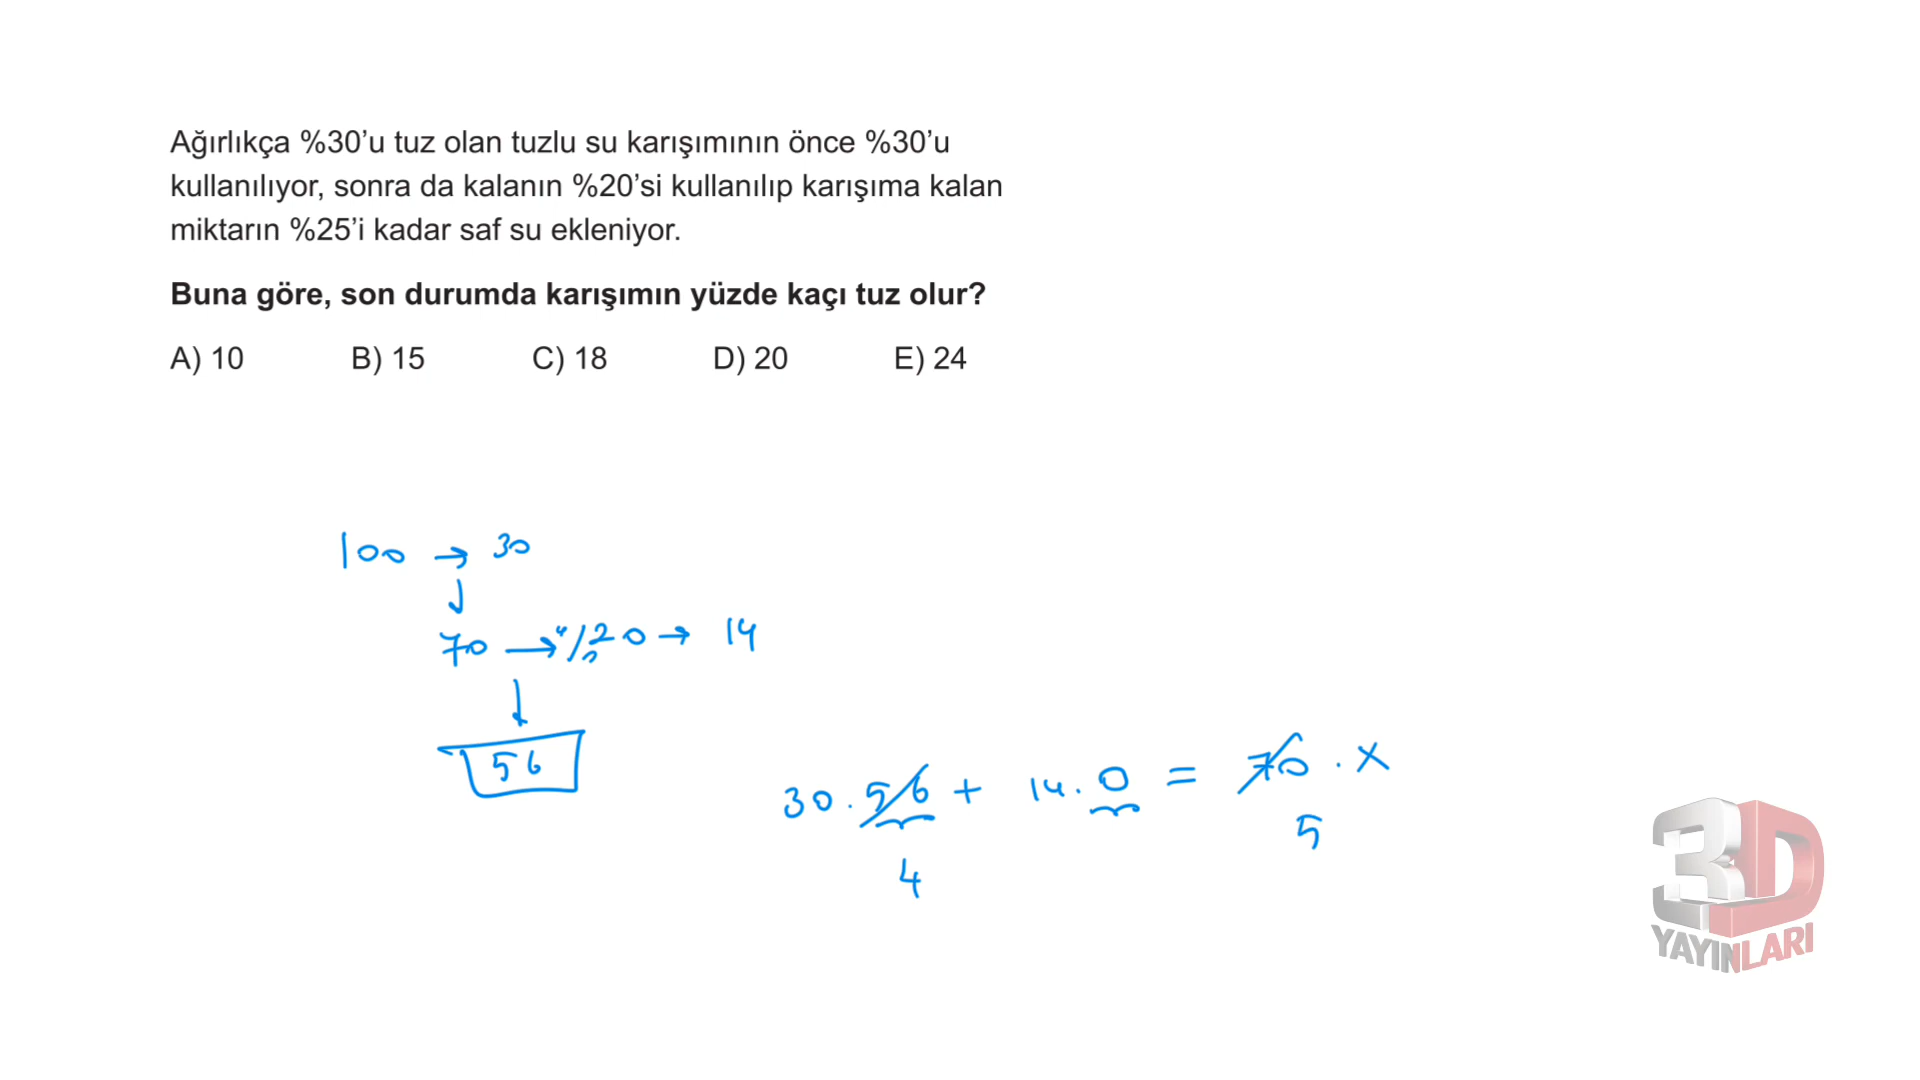 Ağırlıkça %30’u tuz olan tuzlu su karışımının önce %30’u
kullanılıyor, sonra da kalanın %20’si kullanılıp karışıma kalan
miktarın %25’i kadar saf su ekleniyor.
Buna göre, son durumda karışımın yüzde kaçı tuz olur?
A) 10 B) 15 C) 18 D) 20 E) 24
100 → 30
↓
70 → %20 → 14
↓
56
30 . 56 + 14 . 0 = 70 . x
4 5
3D
YAYINLARI